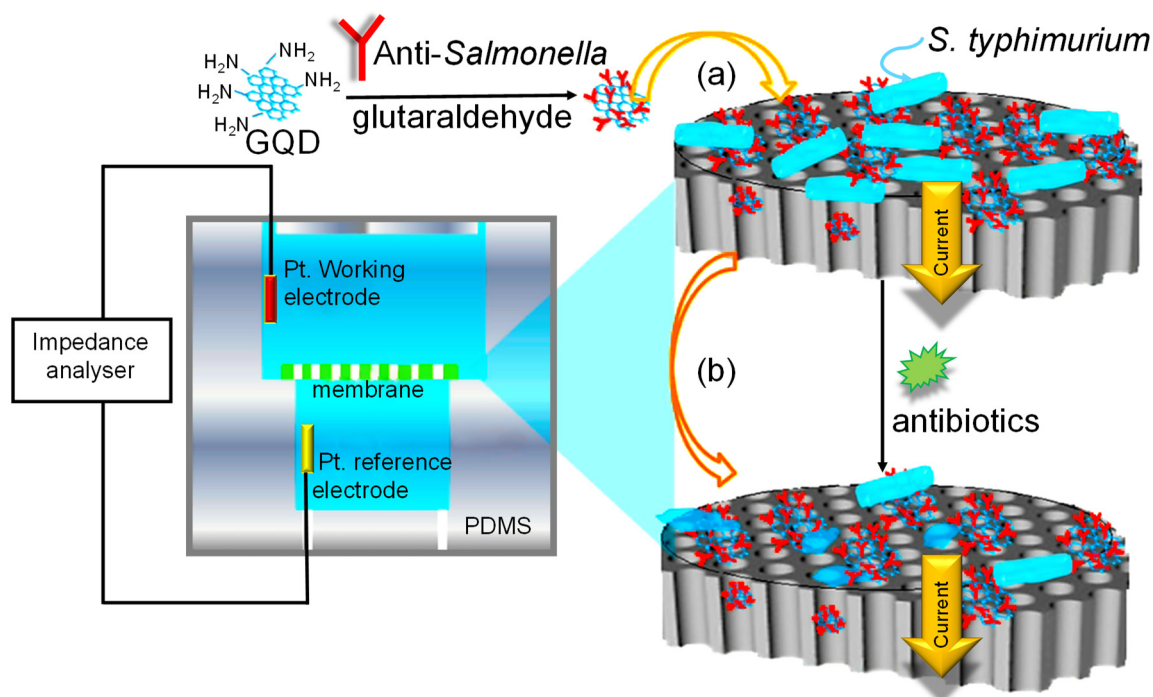 NH₂
H₂N
NH₂
H₂N
H₂N
GQD
Anti-Salmonella
glutaraldehyde
(a)
S. typhimurium
Current
Impedance
analyser
Pt. Working
electrode
membrane
Pt. reference
electrode
PDMS
(b)
antibiotics
Current